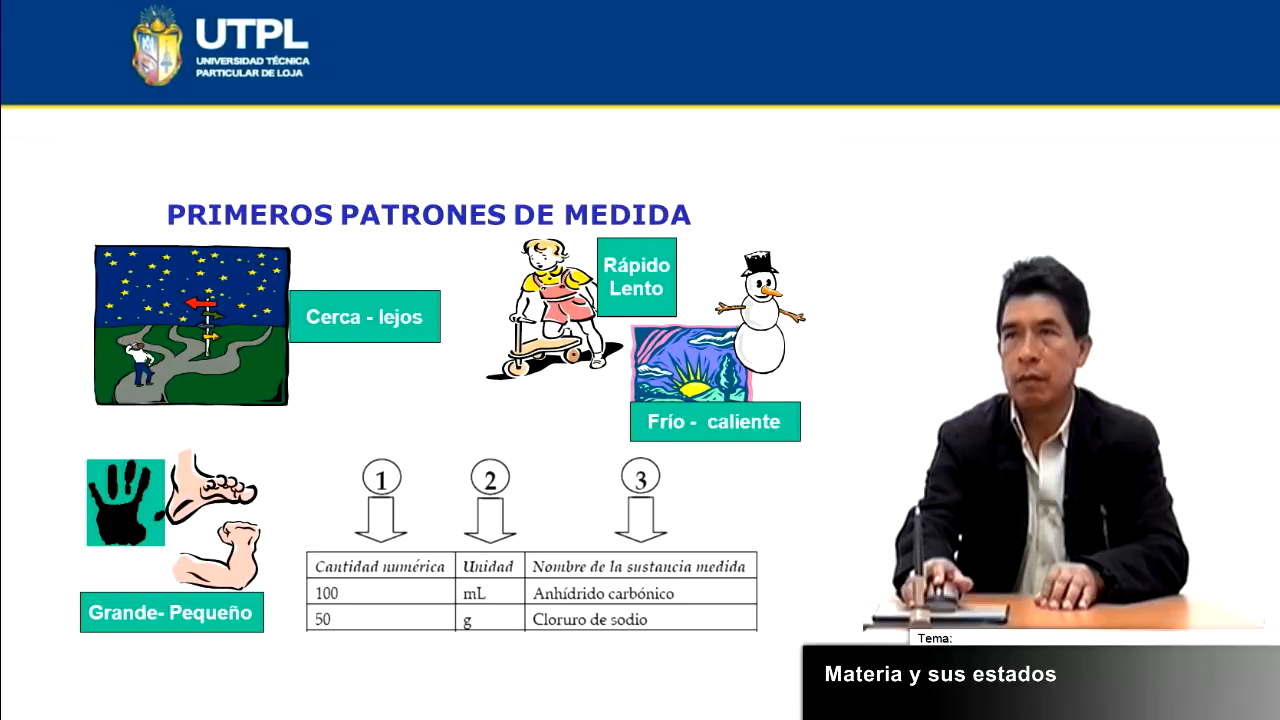 UTPL
UNIVERSIDAD TÉCNICA
PARTICULAR DE LOJA
PRIMEROS PATRONES DE MEDIDA
Cerca - lejos
Rápido
Lento
Frío - caliente
Grande- Pequeño
1 2 3
Cantidad numérica Unidad Nombre de la sustancia medida
100 mL Anhídrido carbónico
50 g Cloruro de sodio
Tema:
Materia y sus estados